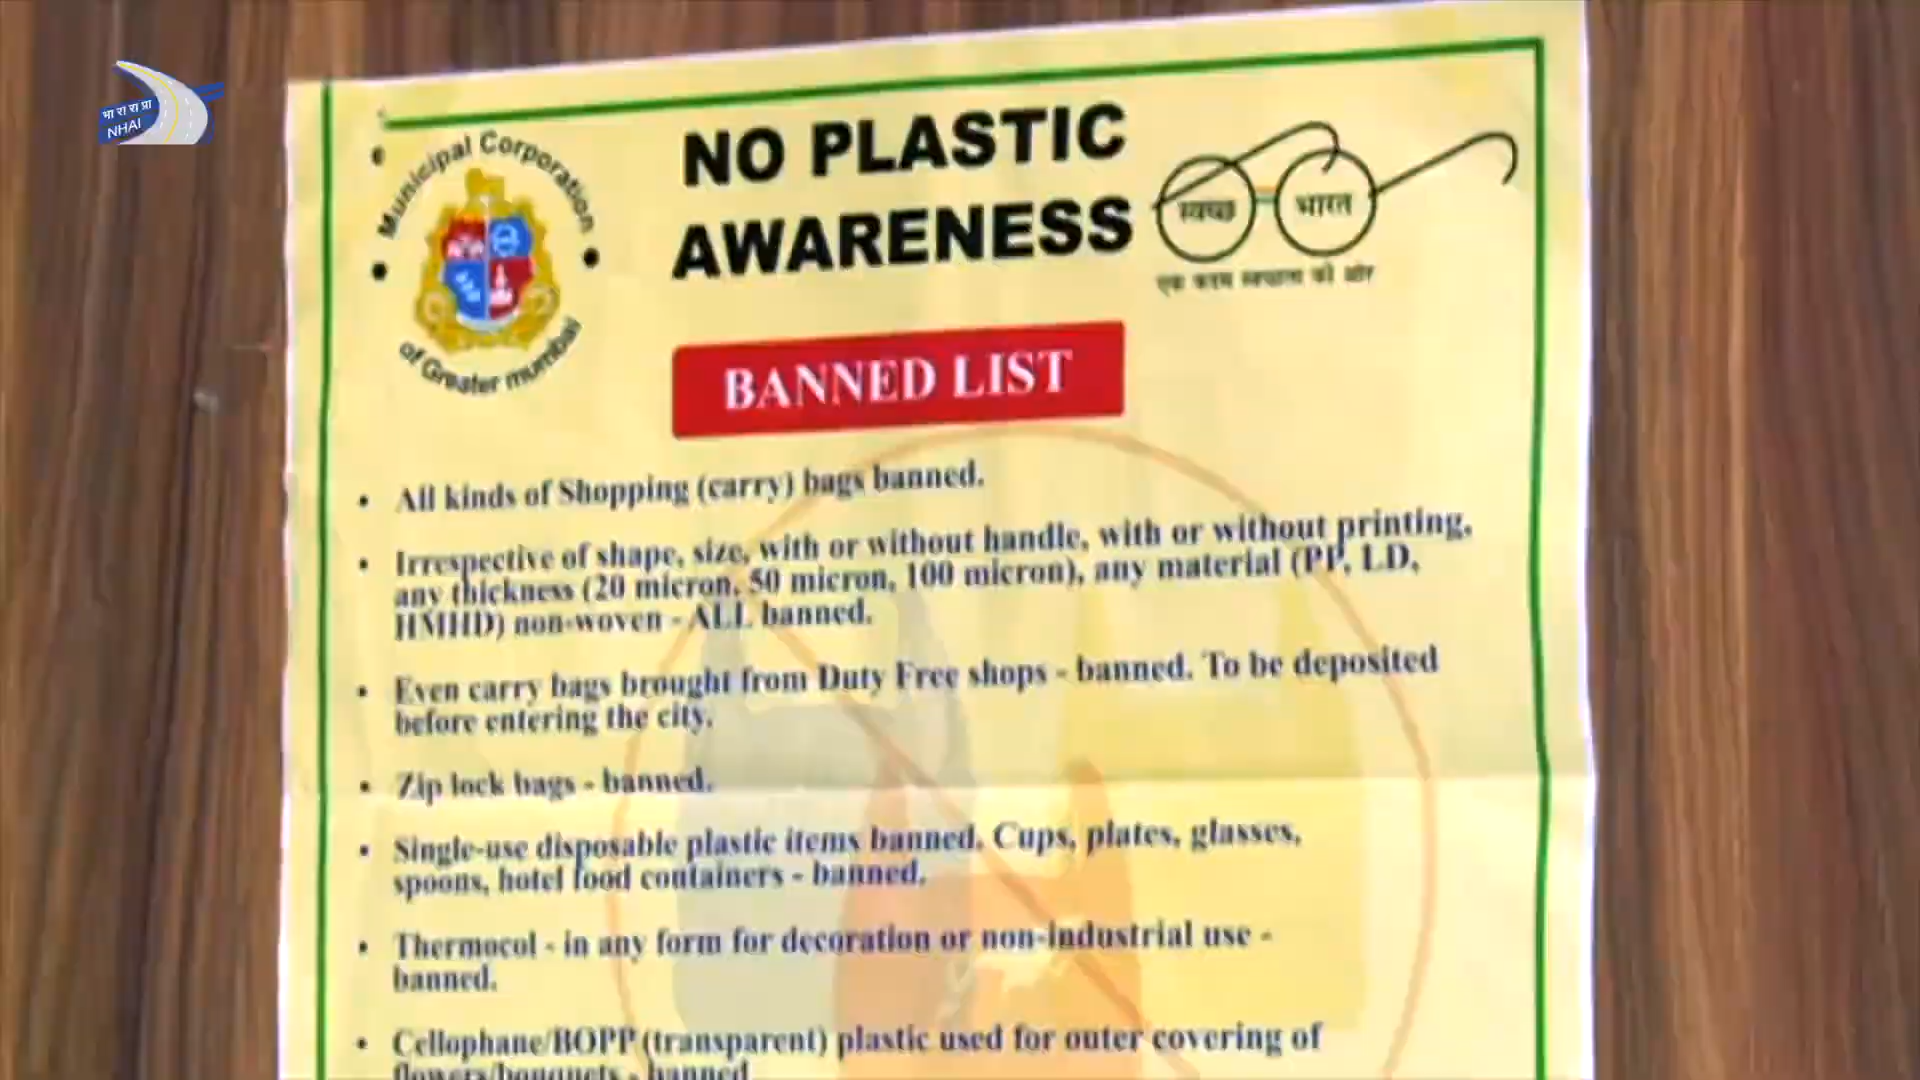 भा रा रा प्रा
NHAI
Municipal Corporation
of Greater mumbai
NO PLASTIC
AWARENESS
स्वच्छ भारत
एक कदम स्वच्छता की ओर
BANNED LIST
• All kinds of Shopping (carry) bags banned.
• Irrespective of shape, size, with or without handle, with or without printing,
any thickness (20 micron, 50 micron, 100 micron), any material (PP, LD,
HMHD) non-woven - ALL banned.
• Even carry bags brought from Duty Free shops - banned. To be deposited
before entering the city.
• Zip lock bags - banned.
• Single-use disposable plastic items banned. Cups, plates, glasses,
spoons, hotel food containers - banned.
• Thermocol - in any form for decoration or non-industrial use -
banned.
• Cellophane/BOPP (transparent) plastic used for outer covering of
flowers/bouquets - banned